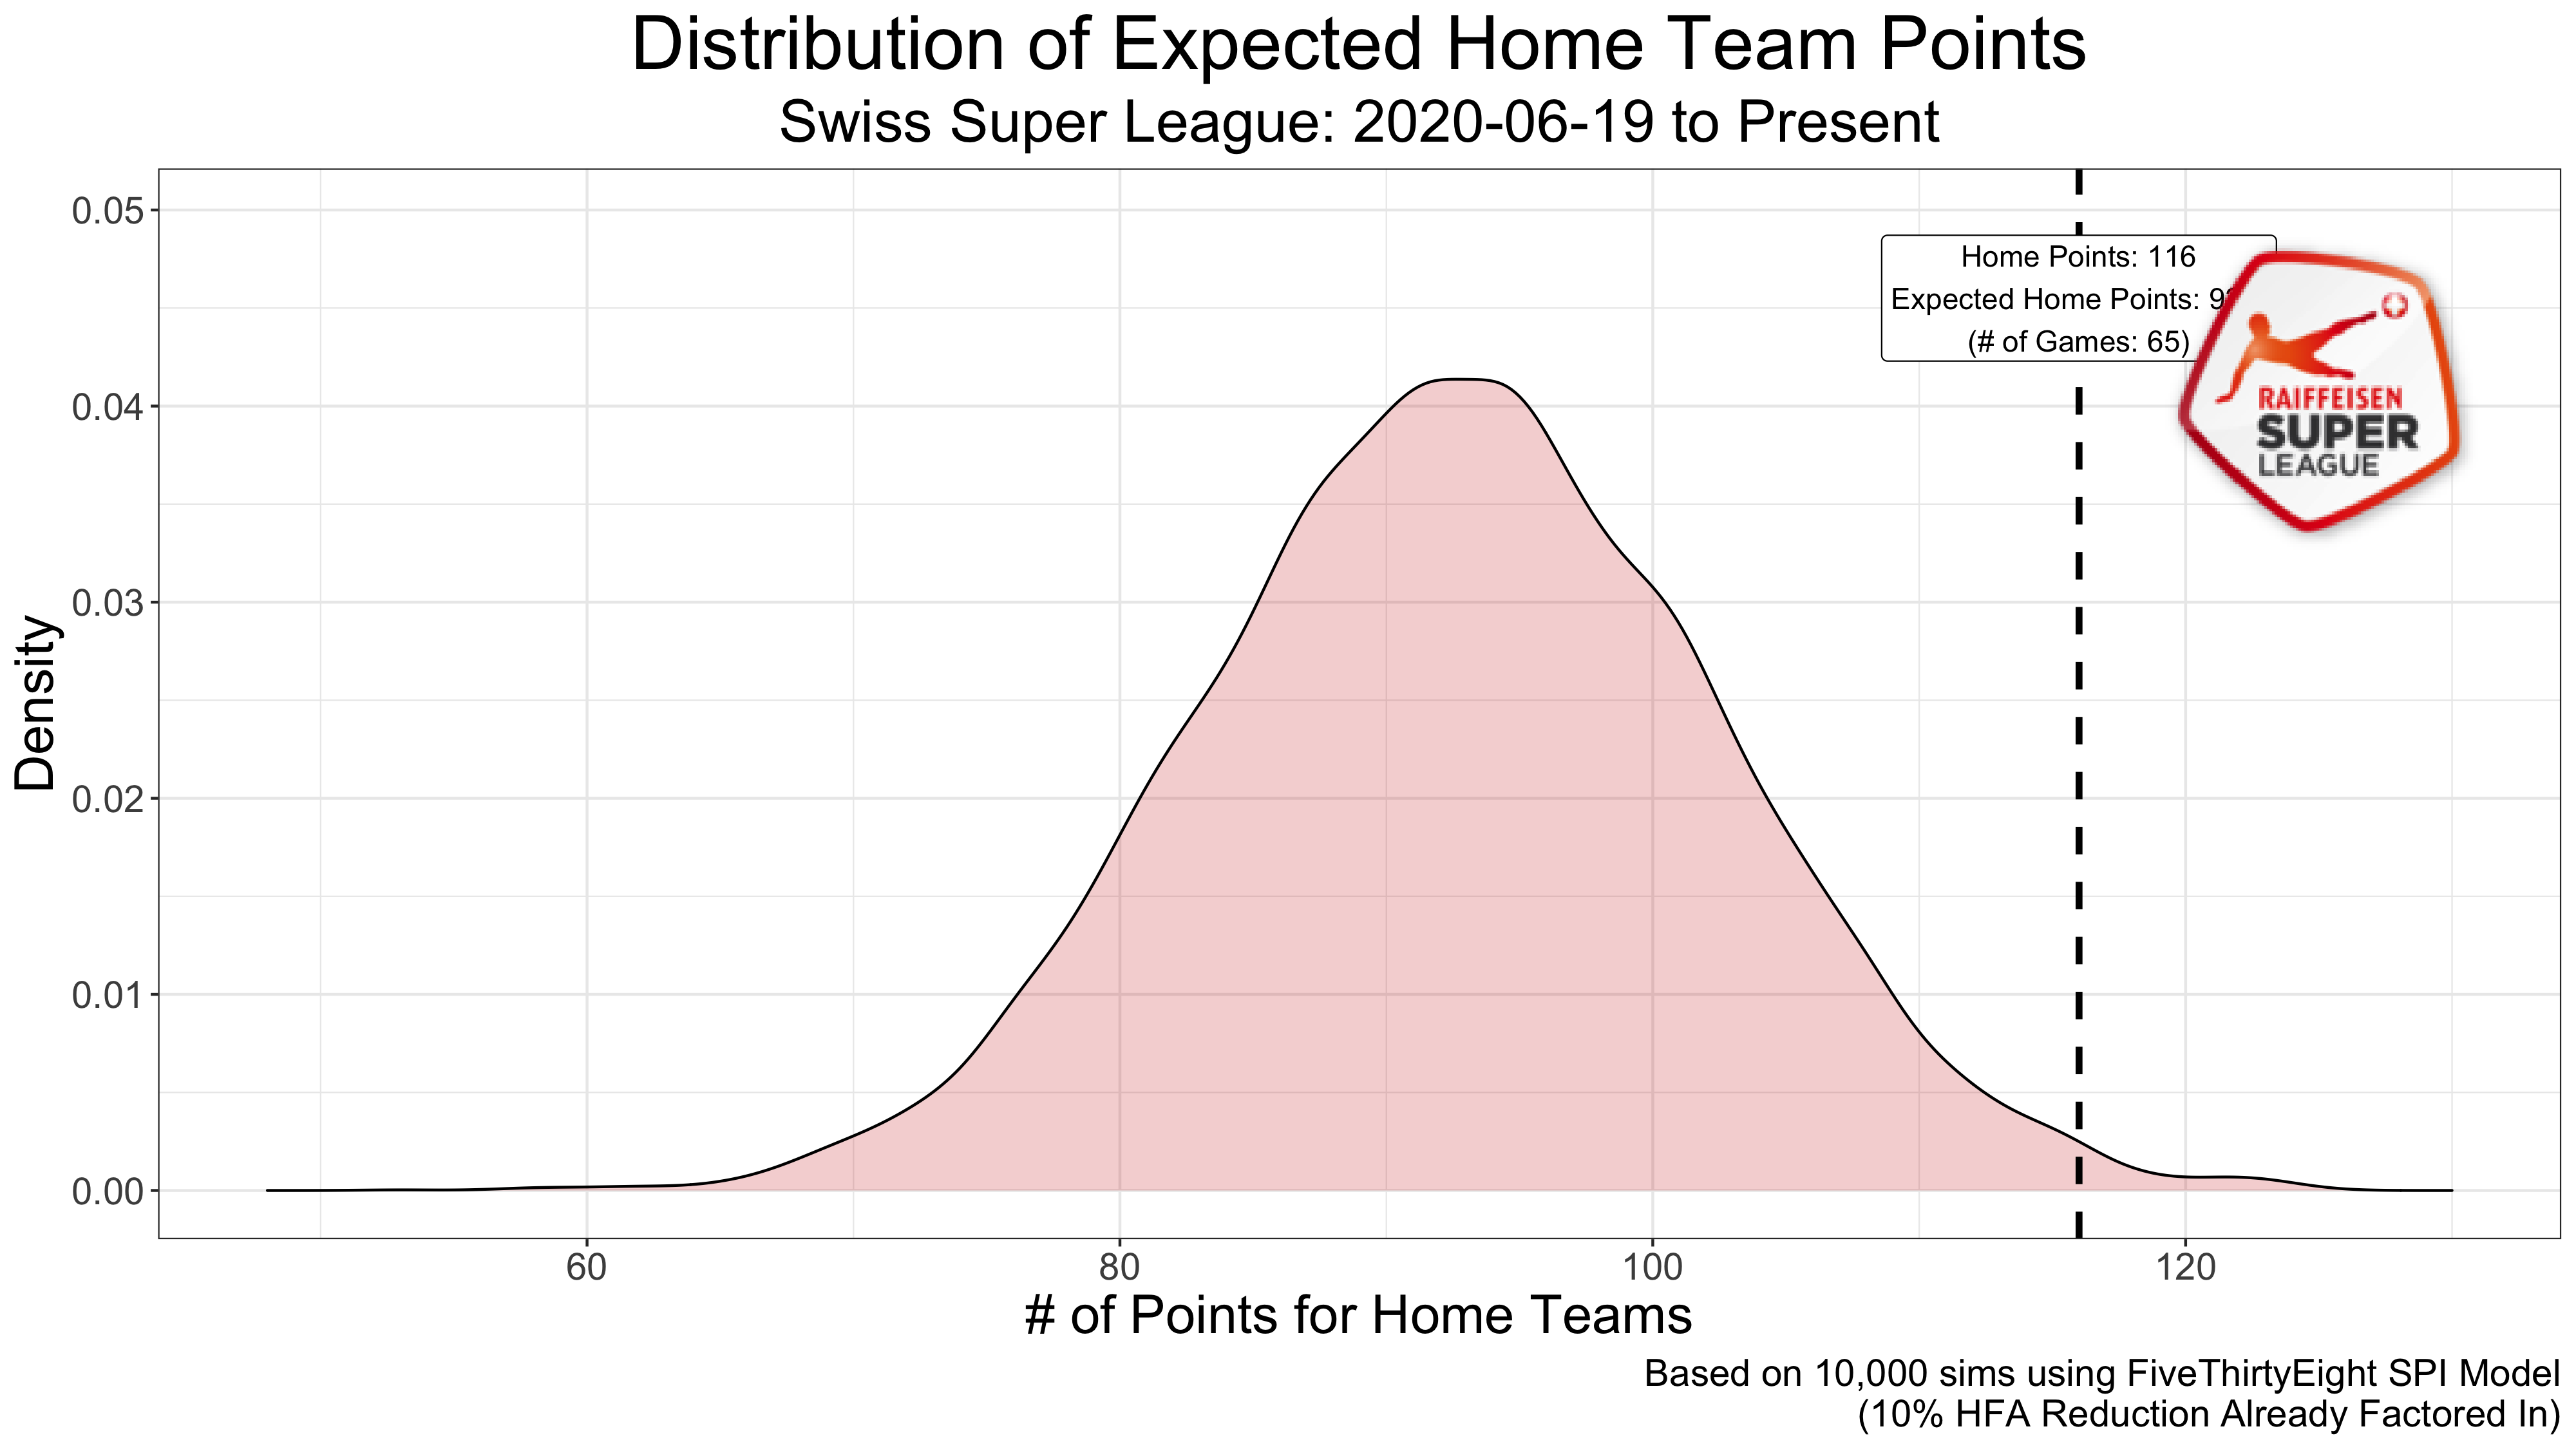 Distribution of Expected Home Team Points
Swiss Super League: 2020-06-19 to Present
0.05
0.04
0.03
0.02
0.01
0.00
Density
Home Points: 116
Expected Home Points:
(# of Games: 65)
RAIFFEISEN
SUPER
LEAGUE
60
80
100
120
# of Points for Home Teams
Based on 10,000 sims using FiveThirtyEight SPI Model
(10% HFA Reduction Already Factored In)